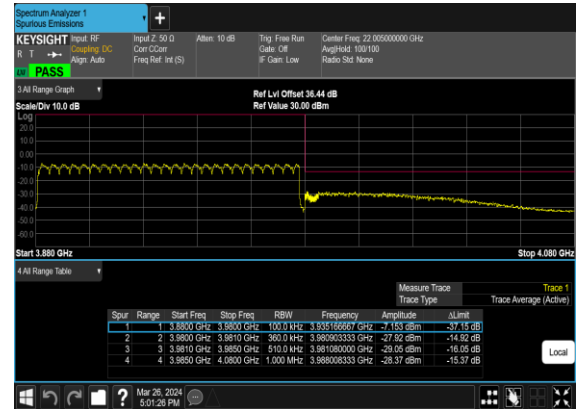 Spectrum Analyzer 1
Spurious Emissions
+
KEYSIGHT Input: RF Input Z: 50 Ω Atten: 10 dB Trig: Free Run Center Freq: 22.005000000 GHz
R T Coupling: DC Corr CCorr Gate: Off Avg|Hold: 100/100
Align: Auto Freq Ref: Int (S) IF Gain: Low Radio Std: None
PASS
3 All Range Graph
Ref Lvl Offset 36.44 dB
Scale/Div 10.0 dB Ref Value 30.00 dBm
Log
20.0
10.0
0.00
-10.0
-20.0
-30.0
-40.0
-50.0
-60.0
Start 3.880 GHz Stop 4.080 GHz
4 All Range Table
Measure Trace Trace 1
Trace Type Trace Average (Active)
Spur Range Start Freq Stop Freq RBW Frequency Amplitude ΔLimit
1 1 3.8800 GHz 3.9800 GHz 100.0 kHz 3.935166667 GHz -7.153 dBm -37.15 dB
2 2 3.9800 GHz 3.9810 GHz 360.0 kHz 3.980903333 GHz -27.92 dBm -14.92 dB
3 3 3.9810 GHz 3.9850 GHz 510.0 kHz 3.981080000 GHz -29.05 dBm -16.05 dB
4 4 3.9850 GHz 4.0800 GHz 1.000 MHz 3.988008333 GHz -28.37 dBm -15.37 dB
Local
? Mar 26, 2024
5:01:26 PM